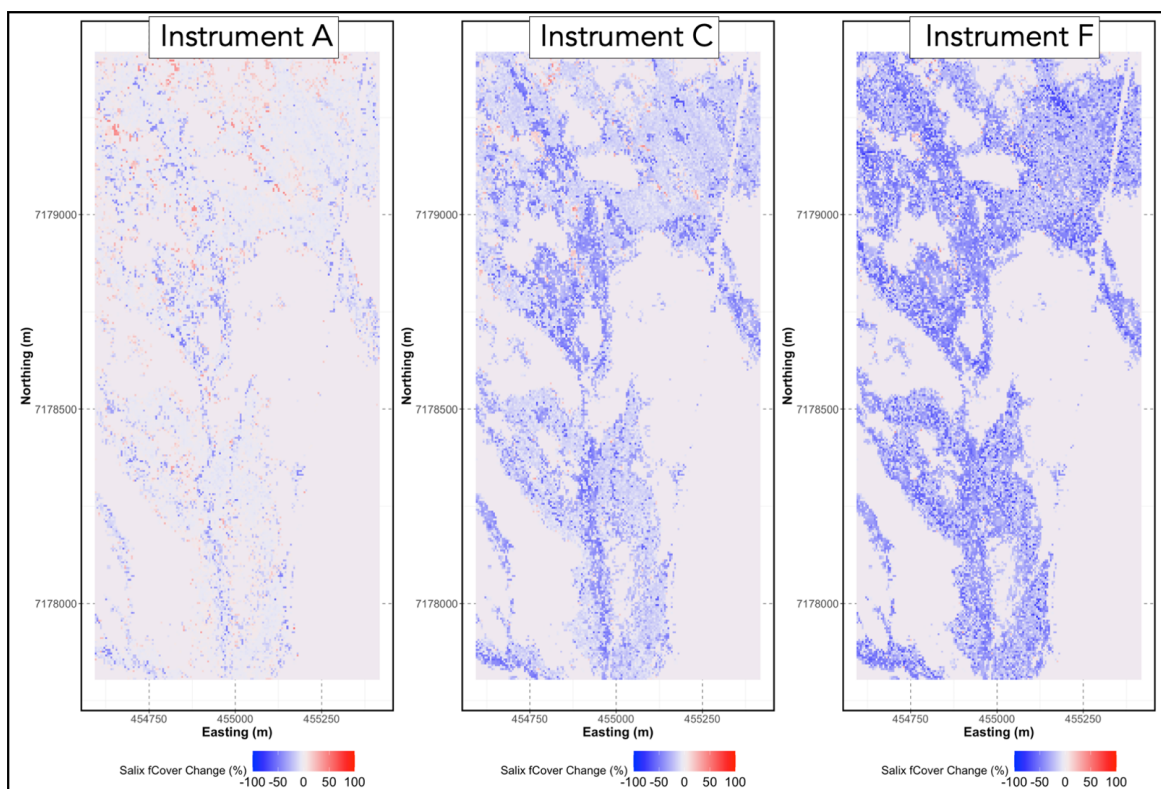 Instrument A
Instrument C
Instrument F
Northing (m)
7179000
7178500
7178000
454750 455000 455250
Easting (m)
Salix fCover Change (%)
-100 -50 0 50 100
Northing (m)
7179000
7178500
7178000
454750 455000 455250
Easting (m)
Salix fCover Change (%)
-100 -50 0 50 100
Northing (m)
7179000
7178500
7178000
454750 455000 455250
Easting (m)
Salix fCover Change (%)
-100 -50 0 50 100